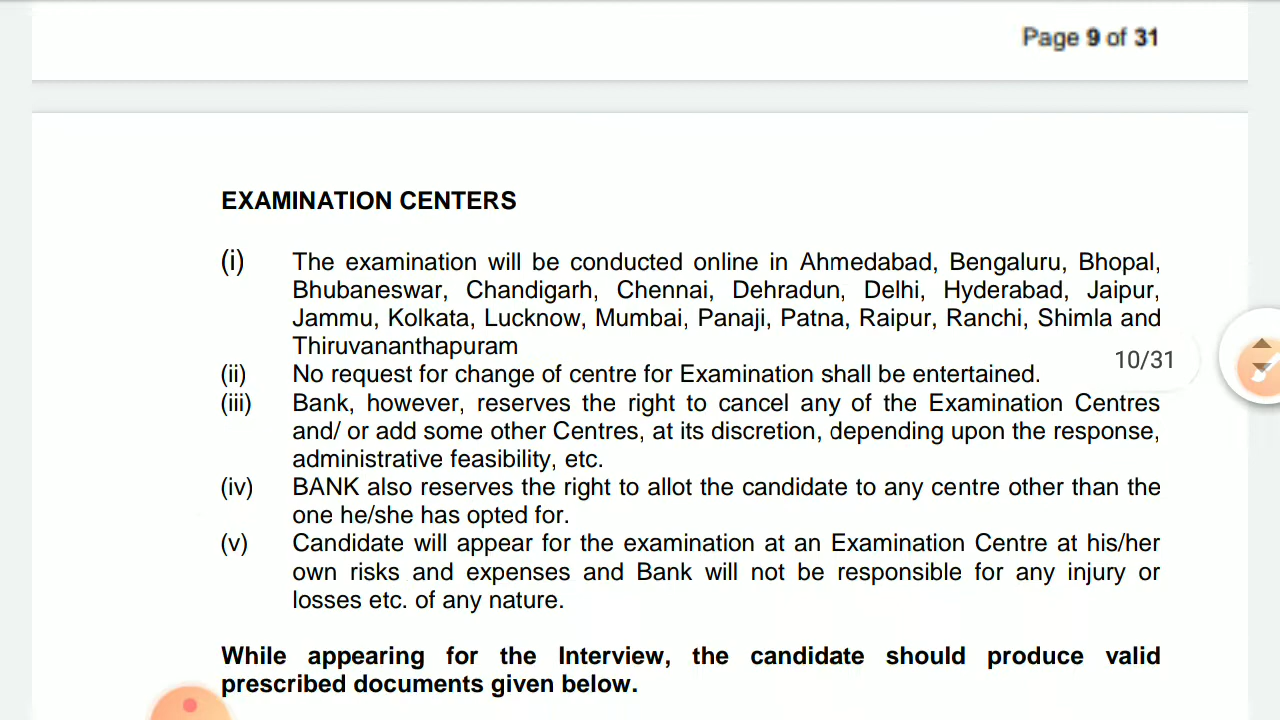 Page 9 of 31
EXAMINATION CENTERS
(i) The examination will be conducted online in Ahmedabad, Bengaluru, Bhopal,
Bhubaneswar, Chandigarh, Chennai, Dehradun, Delhi, Hyderabad, Jaipur,
Jammu, Kolkata, Lucknow, Mumbai, Panaji, Patna, Raipur, Ranchi, Shimla and
Thiruvananthapuram
10/31
(ii) No request for change of centre for Examination shall be entertained.
(iii) Bank, however, reserves the right to cancel any of the Examination Centres
and/ or add some other Centres, at its discretion, depending upon the response,
administrative feasibility, etc.
(iv) BANK also reserves the right to allot the candidate to any centre other than the
one he/she has opted for.
(v) Candidate will appear for the examination at an Examination Centre at his/her
own risks and expenses and Bank will not be responsible for any injury or
losses etc. of any nature.
While appearing for the Interview, the candidate should produce valid
prescribed documents given below.